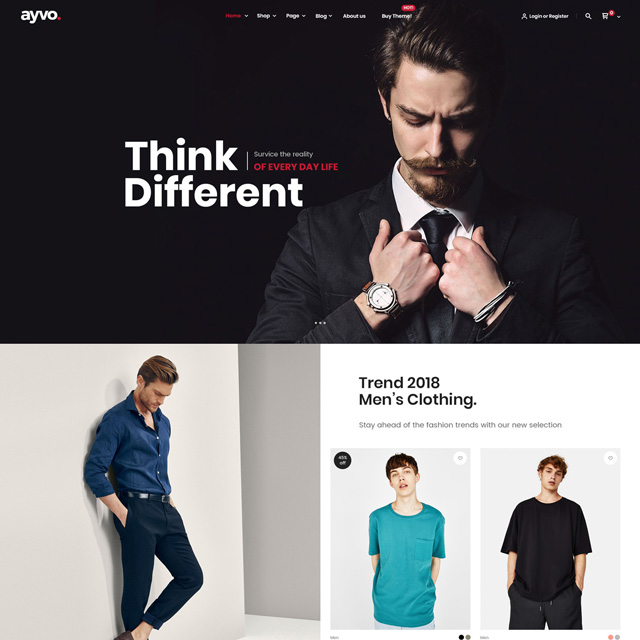 ayvo.
Home Shop Page Blog About us Buy Theme! HOT! Login or Register 0
Think
Different
Survice the reality
OF EVERY DAY LIFE
Trend 2018
Men's Clothing.
Stay ahead of the fashion trends with our new selection
45%
off
Men
Men